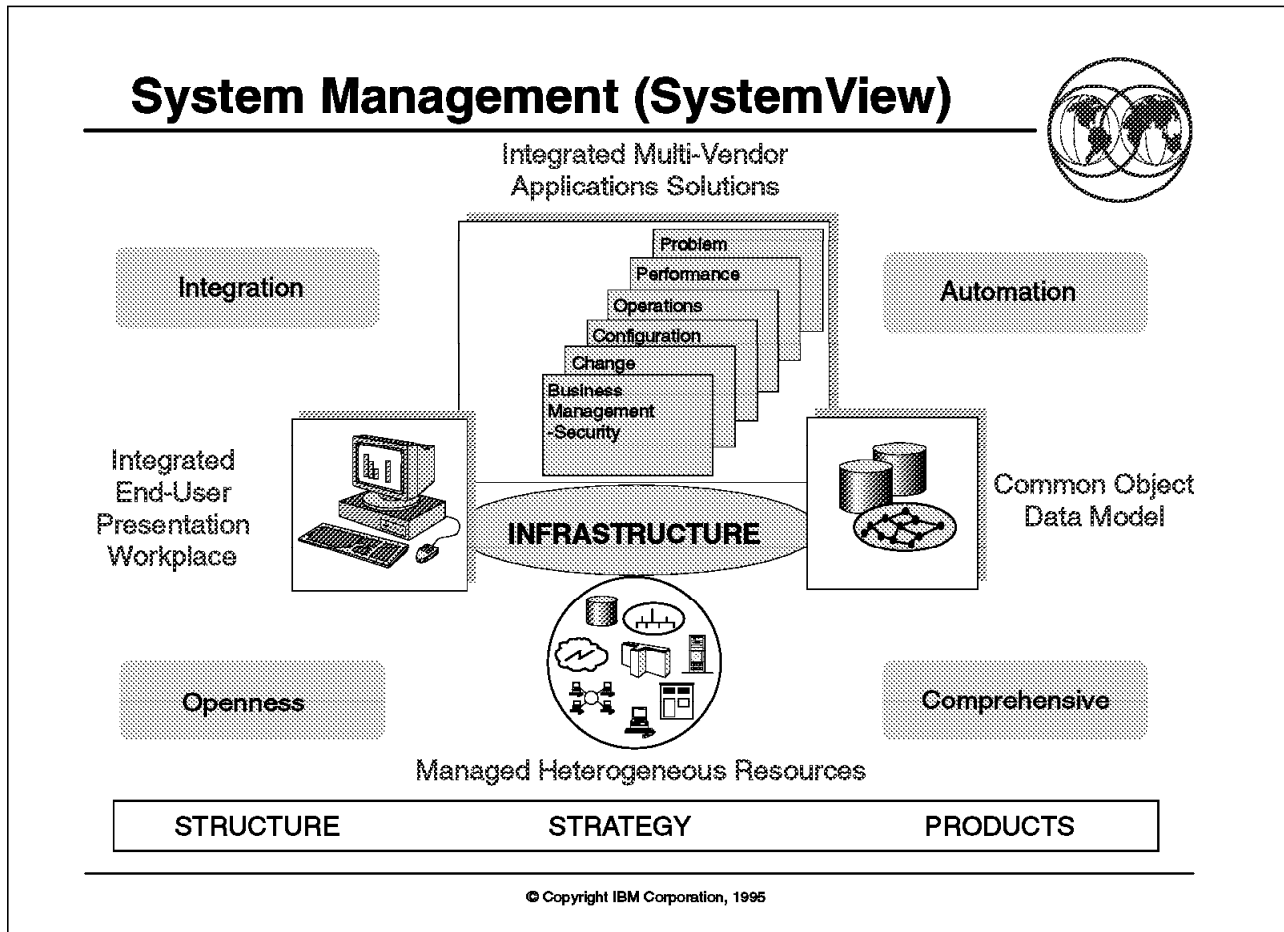 System Management (SystemView)
Integrated Multi-Vendor
Applications Solutions
Integration
Automation
Problem
Performance
Operations
Configuration
Change
Business
Management
-Security
Integrated
End-User
Presentation
Workplace
INFRASTRUCTURE
Common Object
Data Model
Openness
Comprehensive
Managed Heterogeneous Resources
STRUCTURE STRATEGY PRODUCTS
© Copyright IBM Corporation, 1995